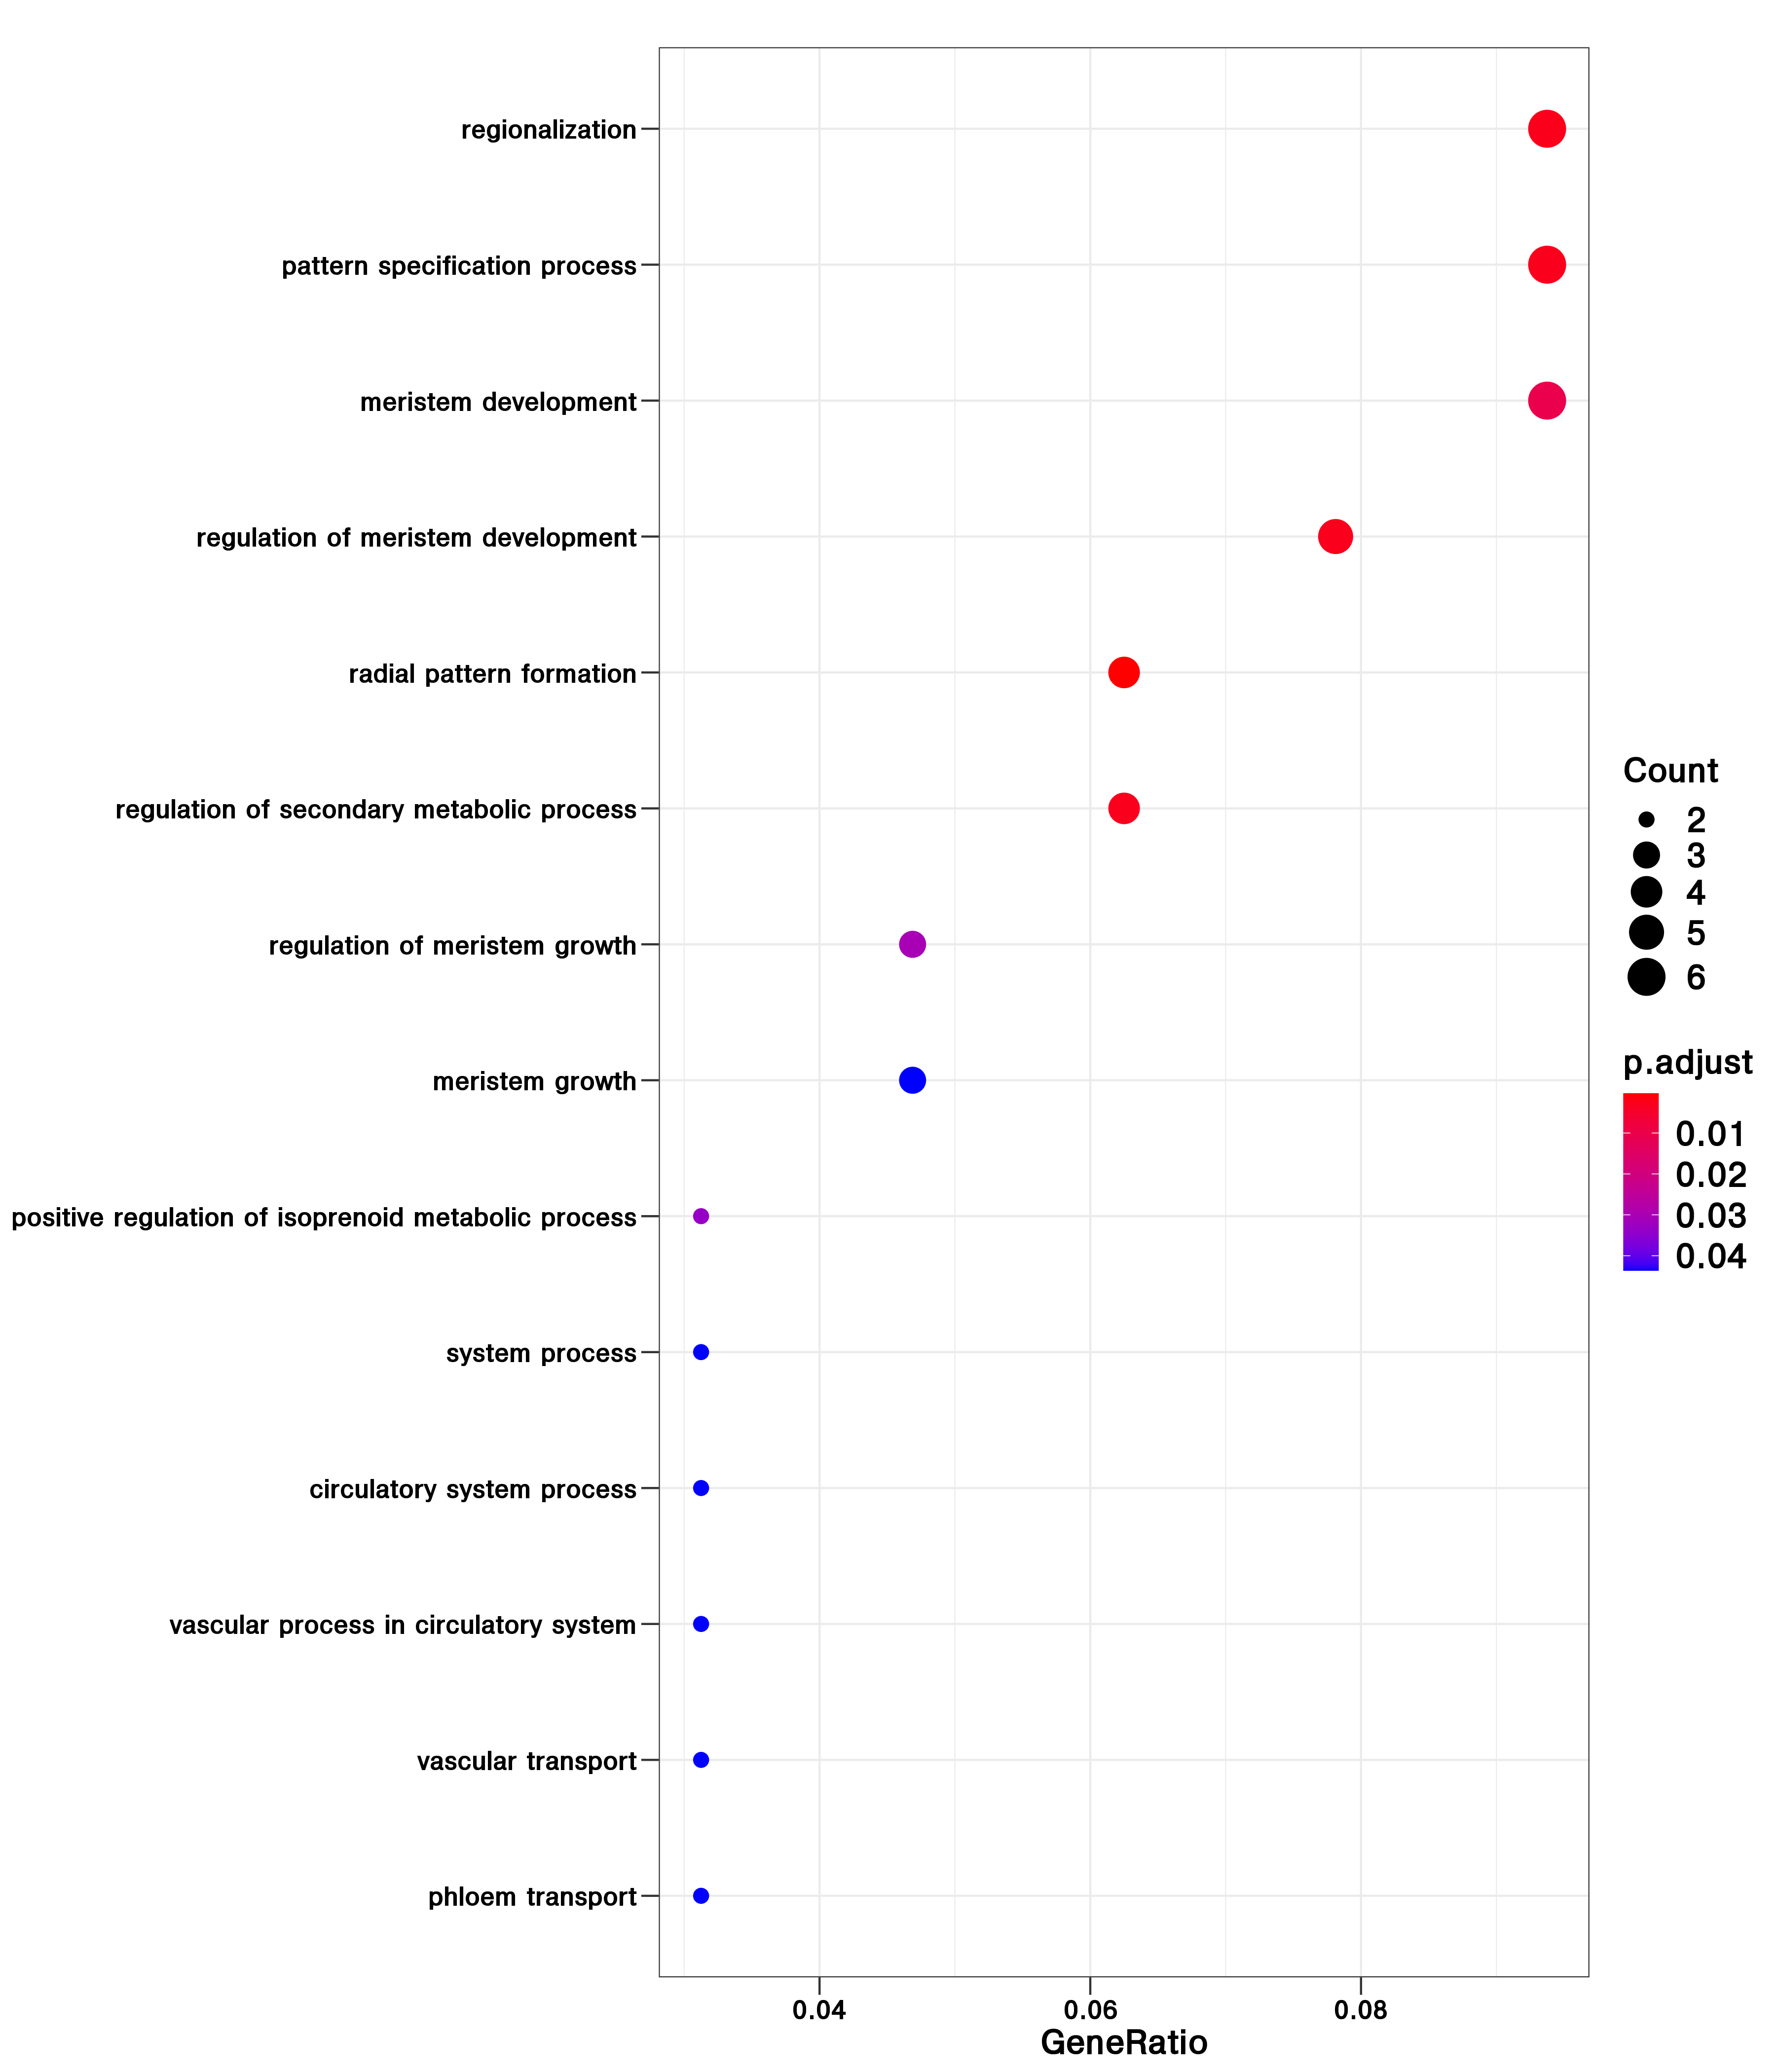 regionalization
pattern specification process
meristem development
regulation of meristem development
radial pattern formation
regulation of secondary metabolic process
regulation of meristem growth
meristem growth
positive regulation of isoprenoid metabolic process
system process
circulatory system process
vascular process in circulatory system
vascular transport
phloem transport
0.04 0.06 0.08
GeneRatio
Count
2
3
4
5
6
p.adjust
0.01
0.02
0.03
0.04